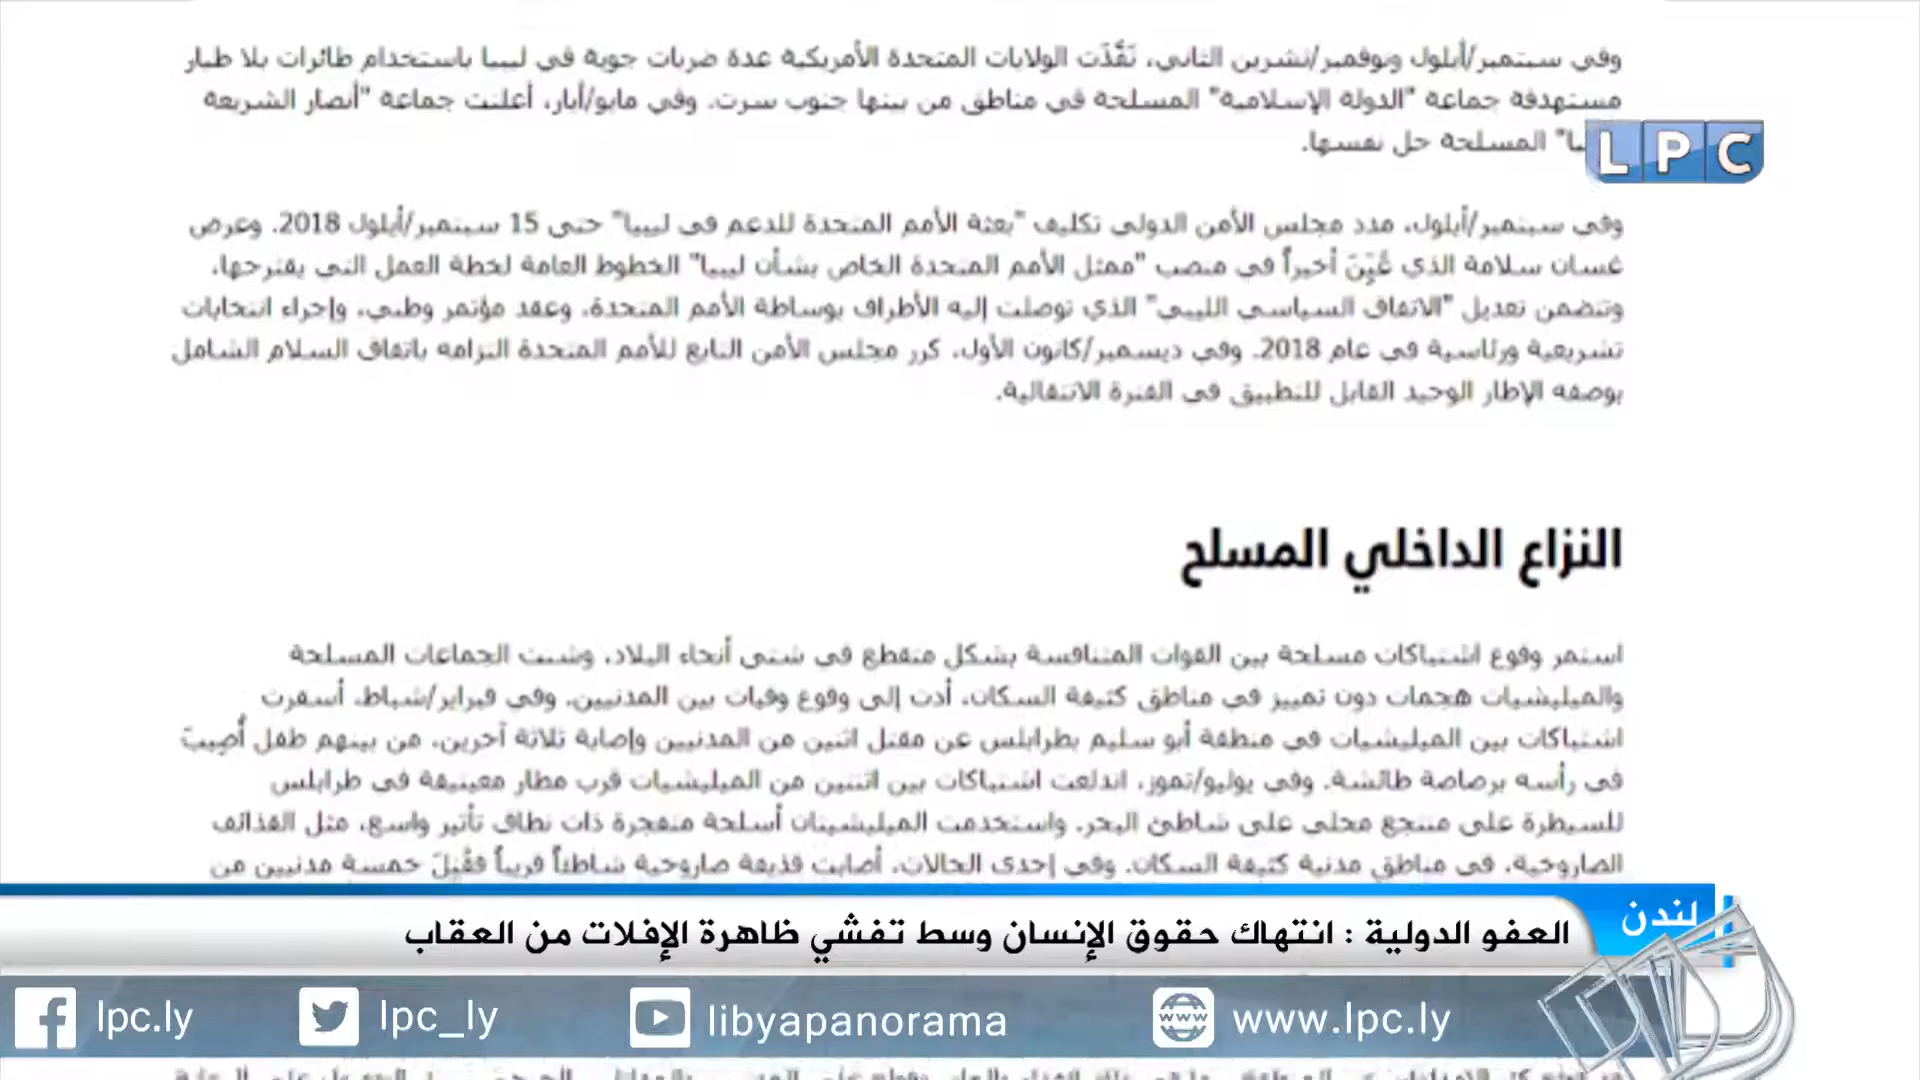 وفي سبتمبر/أيلول ونوفمبر/تشرين الثاني، نَفَّذَت الولايات المتحدة الأمريكية عدة ضربات جوية في ليبيا باستخدام طائرات بلا طيار
مستهدفة جماعة "الدولة الإسلامية" المسلحة في مناطق من بينها جنوب سرت. وفي مايو/أيار، أعلنت جماعة "أنصار الشريعة
المسلحة حل نفسها.
LPC
وفي سبتمبر/أيلول، مدد مجلس الأمن الدولي تكليف "بعثة الأمم المتحدة للدعم في ليبيا" حتى 15 سبتمبر/أيلول 2018. وعرض
غسان سلامة الذي عُيِّنَ أخيراً في منصب "ممثل الأمم المتحدة الخاص بشأن ليبيا" الخطوط العامة لخطة العمل التي يقترحها،
وتتضمن تعديل "الاتفاق السياسي الليبي" الذي توصلت إليه الأطراف بوساطة الأمم المتحدة، وعقد مؤتمر وطني، وإجراء انتخابات
تشريعية ورئاسية في عام 2018. وفي ديسمبر/كانون الأول، كرر مجلس الأمن التابع للأمم المتحدة التزامه باتفاق السلام الشامل
بوصفه الإطار الوحيد القابل للتطبيق في الفترة الانتقالية.
النزاع الداخلي المسلح
استمر وقوع اشتباكات مسلحة بين القوات المتنافسة بشكل متقطع في شتى أنحاء البلاد، وشنت الجماعات المسلحة
والميليشيات هجمات دون تمييز في مناطق كثيفة السكان، أدت إلى وقوع وفيات بين المدنيين. وفي فبراير/شباط، أسفرت
اشتباكات بين الميليشيات في منطقة أبو سليم بطرابلس عن مقتل اثنين من المدنيين وإصابة ثلاثة آخرين، من بينهم طفل أُصِيبَ
في رأسه برصاصة طائشة. وفي يوليو/تموز، اندلعت اشتباكات بين اثنتين من الميليشيات قرب مطار معيتيقة في طرابلس
للسيطرة على منتجع محلي على شاطئ البحر. واستخدمت الميليشيتان أسلحة متفجرة ذات نطاق تأثير واسع، مثل القذائف
الصاروخية، في مناطق مدنية كثيفة السكان. وفي إحدى الحالات، أصابت قذيفة صاروخية شاطئاً قريباً فقُتِلَ خمسة مدنيين من
لندن
العفو الدولية : انتهاك حقوق الإنسان وسط تفشي ظاهرة الإفلات من العقاب
lpc.ly
lpc_ly
libyapanorama
www.lpc.ly